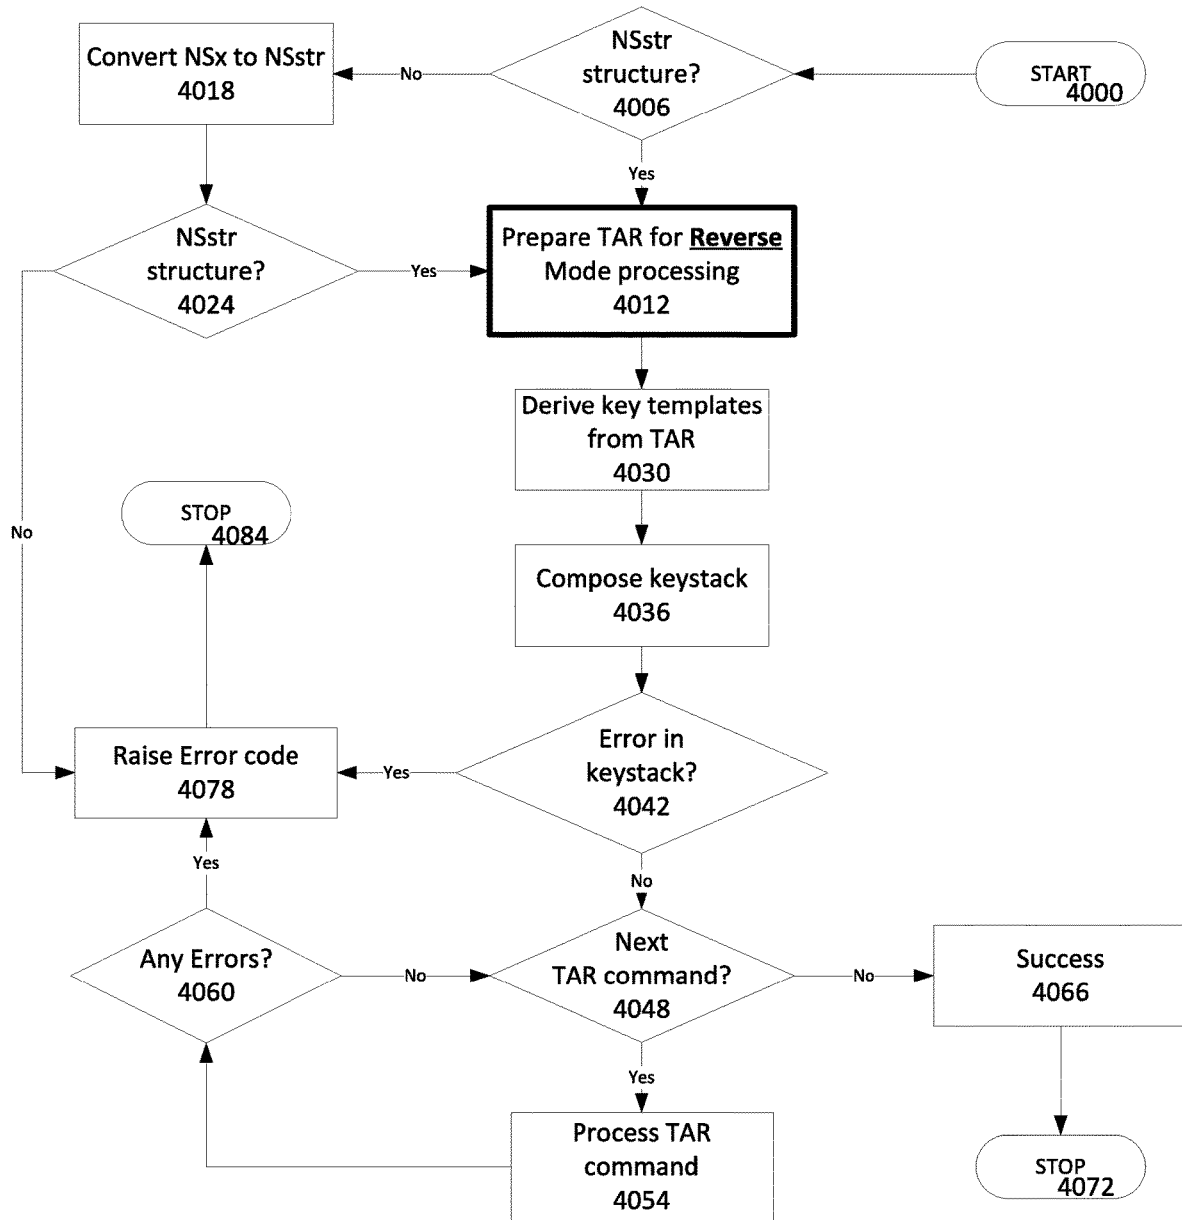 Convert NSx to NSstr
4018
No
NSstr
structure?
4006
START
4000
Yes
NSstr
structure?
4024
Yes
Prepare TAR for Reverse
Mode processing
4012
Derive key templates
from TAR
4030
No
STOP
4084
Compose keystack
4036
Raise Error code
4078
Yes
Error in
keystack?
4042
Yes
No
Any Errors?
4060
No
Next
TAR command?
4048
No
Success
4066
Yes
Process TAR
command
4054
STOP
4072